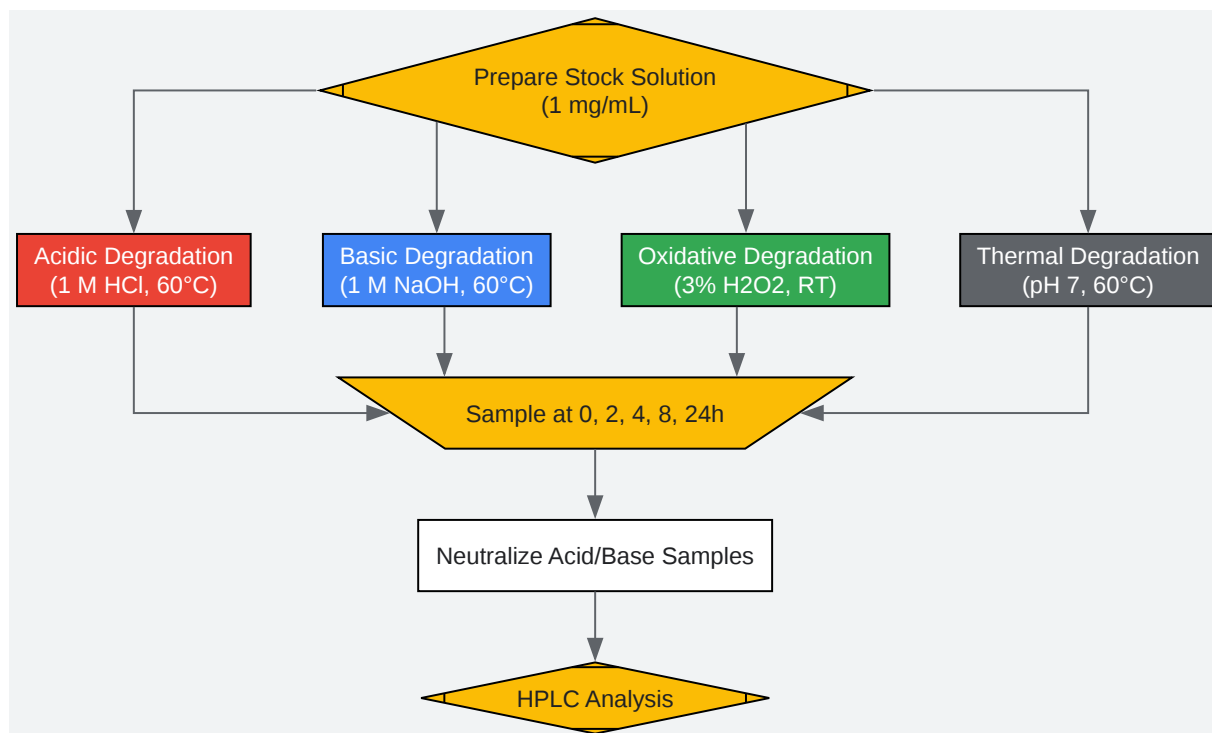 Prepare Stock Solution
(1 mg/mL)
Acidic Degradation
(1 M HCl, 60°C)
Basic Degradation
(1 M NaOH, 60°C)
Oxidative Degradation
(3% H2O2, RT)
Thermal Degradation
(pH 7, 60°C)
Sample at 0, 2, 4, 8, 24h
Neutralize Acid/Base Samples
HPLC Analysis